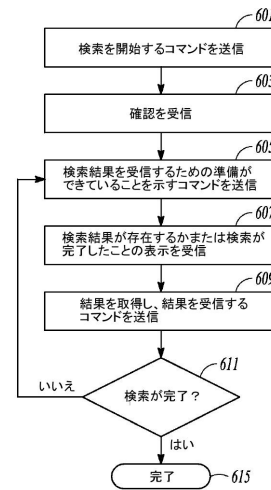 601
検索を開始するコマンドを送信
603
確認を受信
605
検索結果を受信するための準備が
できていることを示すコマンドを送信
607
検索結果が存在するかまたは検索が
完了したことの表示を受信
609
結果を取得し、結果を受信する
コマンドを送信
611
検索が完了？
いいえ
はい
完了
615